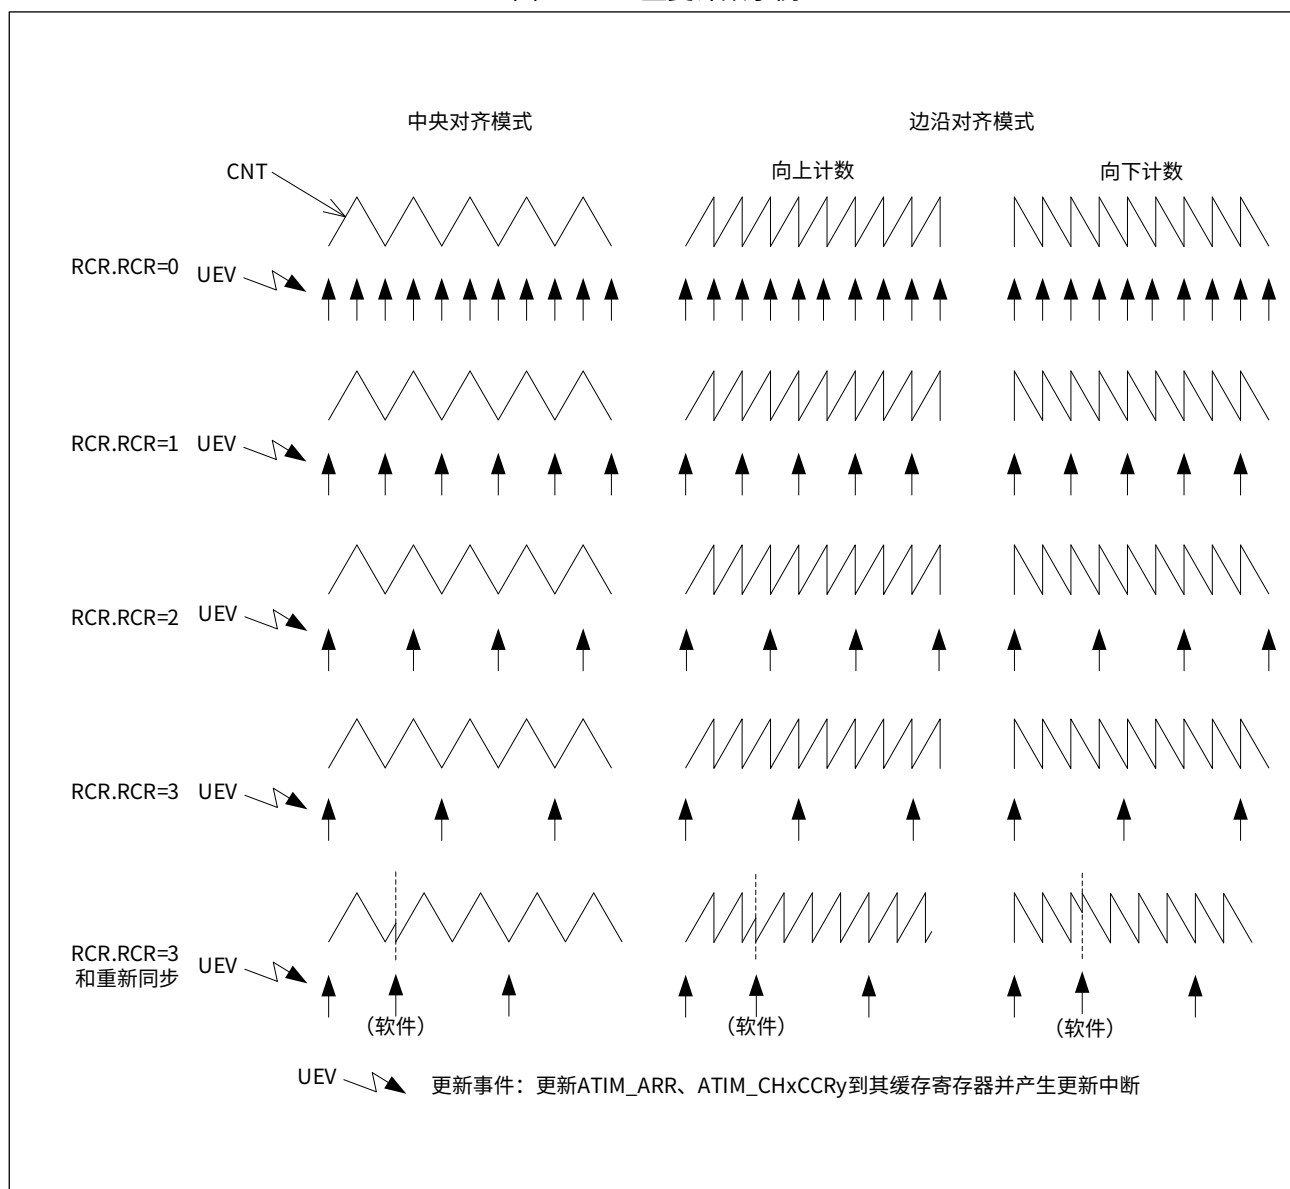 中央对齐模式
边沿对齐模式
CNT
向上计数
向下计数
RCR.RCR=0
UEV
RCR.RCR=1
UEV
RCR.RCR=2
UEV
RCR.RCR=3
UEV
RCR.RCR=3
和重新同步
UEV
（软件）
（软件）
（软件）
UEV
更新事件：更新ATIM_ARR、ATIM_CHxCCRy到其缓存寄存器并产生更新中断